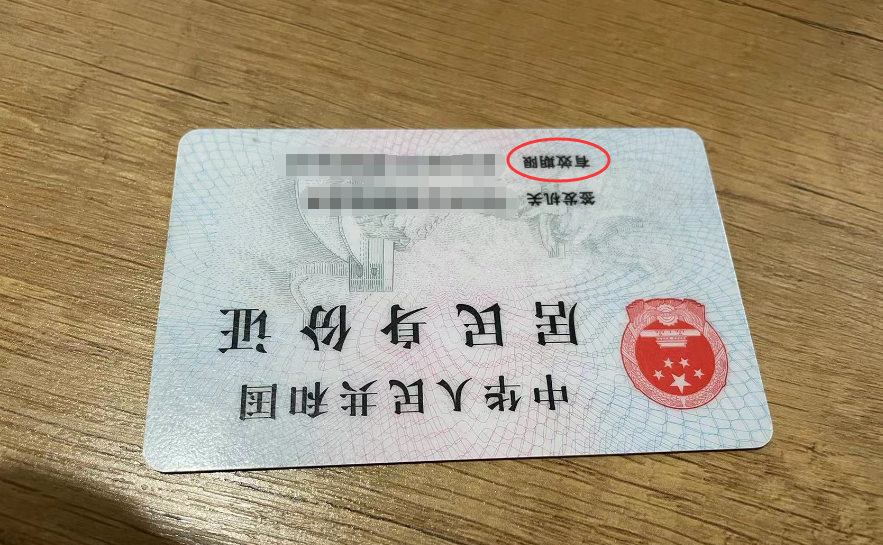 中华人民共和国
居民身份证
签发机关
有效期限